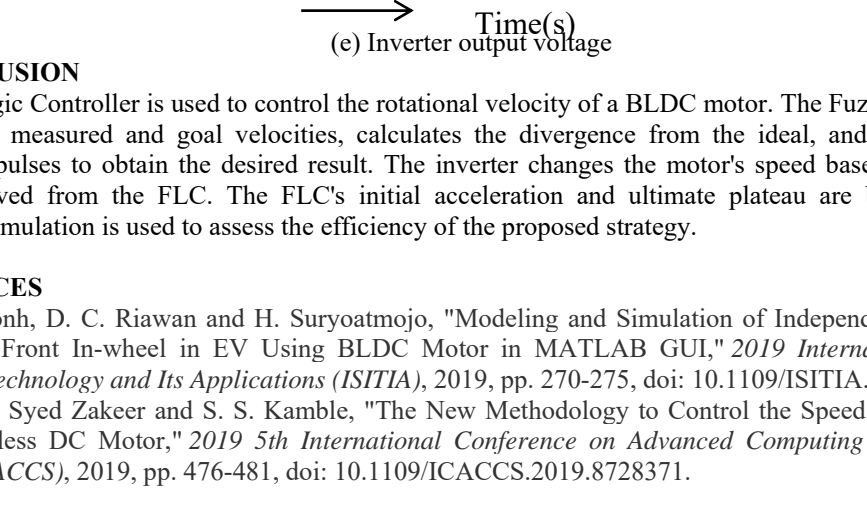 Time(s)
(e) Inverter output voltage
USION
gic Controller is used to control the rotational velocity of a BLDC motor. The Fuz
measured and goal velocities, calculates the divergence from the ideal, and
pulses to obtain the desired result. The inverter changes the motor's speed base
ved from the FLC. The FLC's initial acceleration and ultimate plateau are
mulation is used to assess the efficiency of the proposed strategy.
CES
onh, D. C. Riawan and H. Suryoatmojo, "Modeling and Simulation of Independ
Front In-wheel in EV Using BLDC Motor in MATLAB GUI," 2019 Interna
echnology and Its Applications (ISITIA), 2019, pp. 270-275, doi: 10.1109/ISITIA.
Syed Zakeer and S. S. Kamble, "The New Methodology to Control the Speed
less DC Motor," 2019 5th International Conference on Advanced Computing
ACCS), 2019, pp. 476-481, doi: 10.1109/ICACCS.2019.8728371.